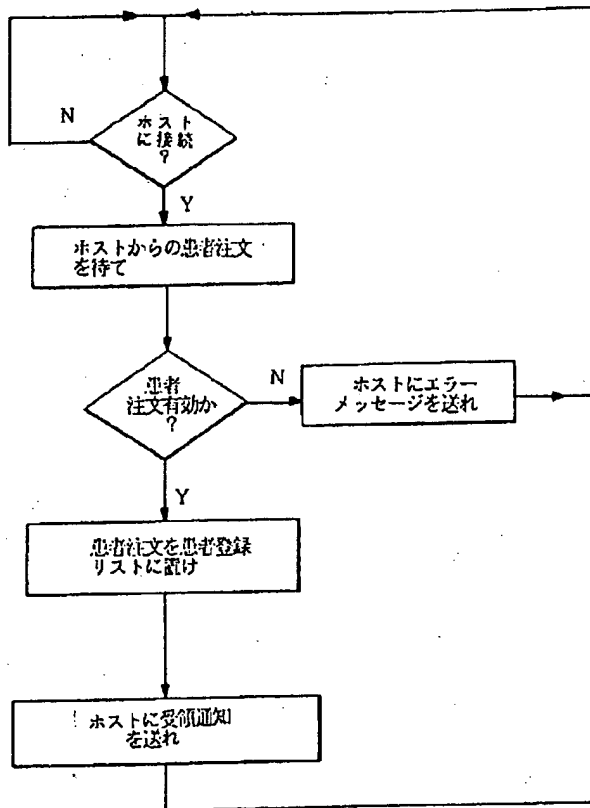 ホスト
に接続
?
N
Y
ホストからの患者注文
を待て
患者
注文有効か
?
N
ホストにエラー
メッセージを送れ
Y
患者注文を患者登録
リストに置け
ホストに受領通知
を送れ